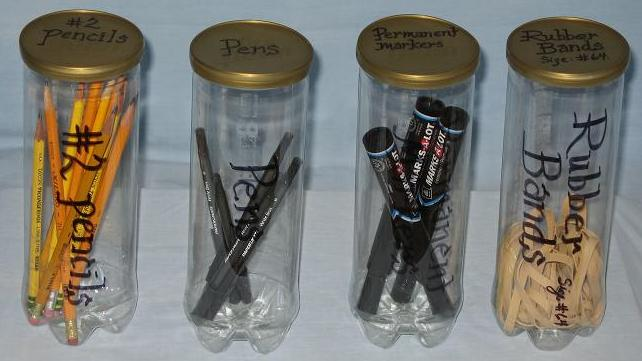 #2
Pencils
Pens
Permanent
markers
Rubber
Bands
Size: #64
#2 pencils
Pens
MARKS-A-LOT
MARKS-A-LOT
Permanent
Rubber
Bands
Size #64